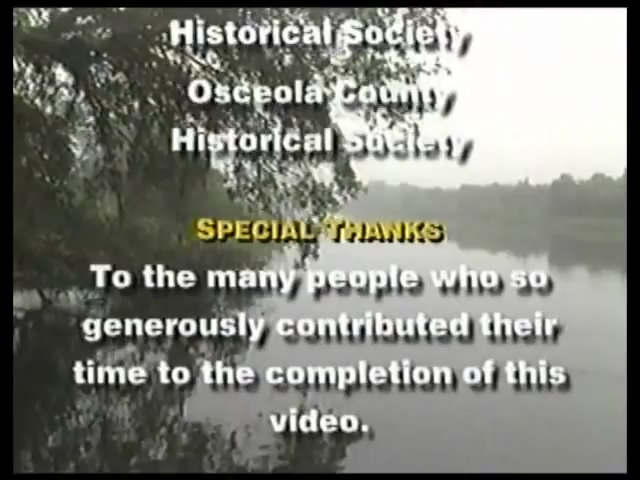 Historical Society
Osceola County
Historical Society
SPECIAL THANKS
To the many people who so
generously contributed their
time to the completion of this
video.